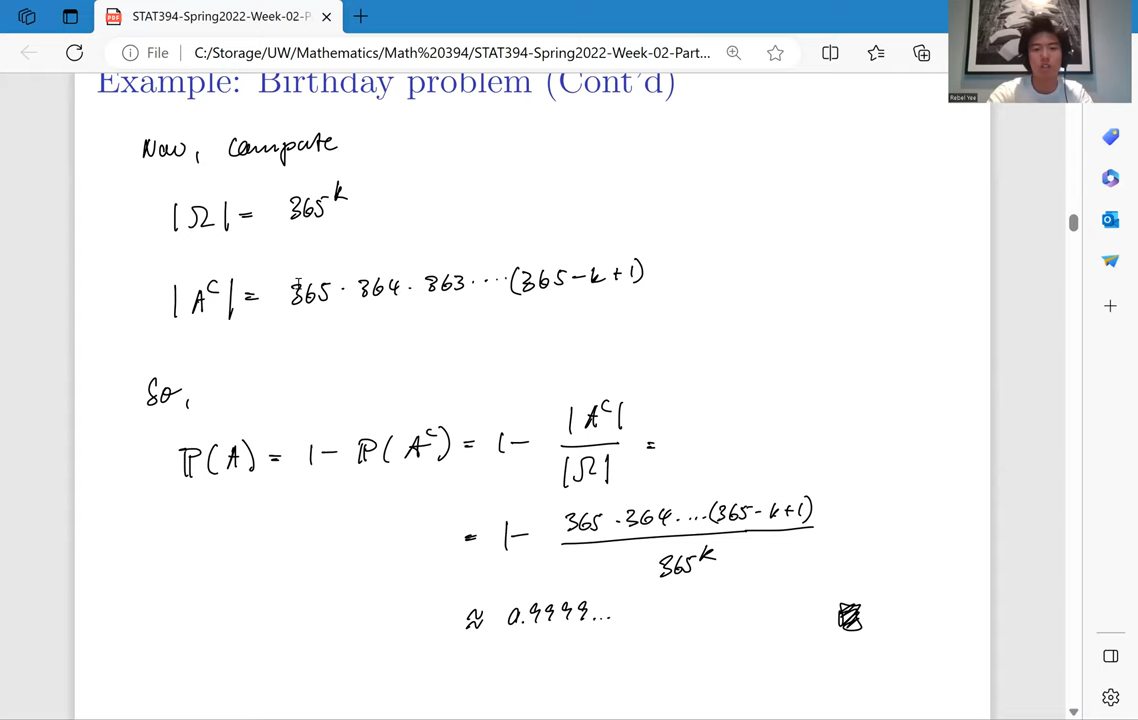 STAT394-Spring2022-Week-02-P
File C:/Storage/UW/Mathematics/Math%20394/STAT394-Spring2022-Week-02-Part...
Rebel Yee
Example: Birthday problem (Cont'd)
Now, compute
|Ω| = 365^k
|A^c| = 365 · 364 · 363 ··· (365-k+1)
So,
ℙ(A) = 1 - ℙ(A^c) = 1 - |A^c| / |Ω| =
= 1 - 365 · 364 ··· (365-k+1) / 365^k
≈ 0.9999...